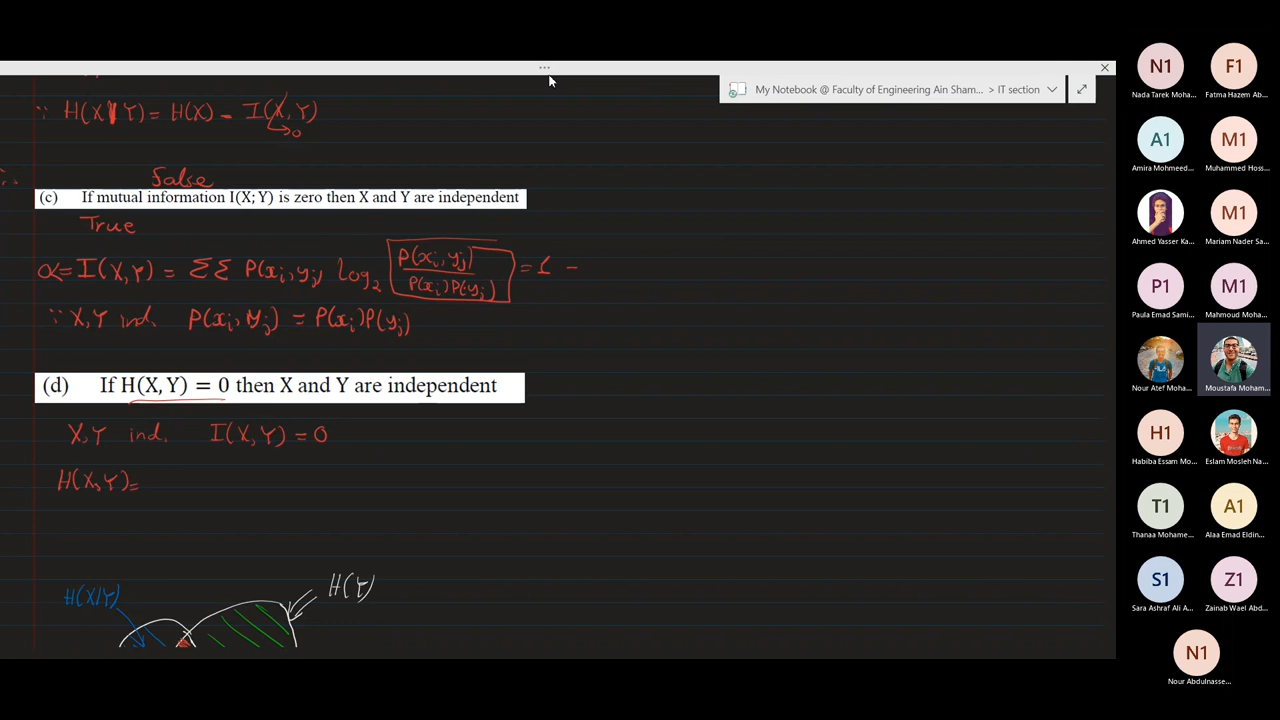 My Notebook @ Faculty of Engineering Ain Sham... > IT section
∵ H(X|Y) = H(X) - I(X,Y)
→0
False
(c) If mutual information I(X; Y) is zero then X and Y are independent
True
I(X,Y) = ΣΣ P(xi,yj) log2 P(xi,yj) / P(xi)P(yj) = 1 -
∵ X,Y ind. P(xi,yj) = P(xi)P(yj)
(d) If H(X, Y) = 0 then X and Y are independent
X,Y ind. I(X,Y) = 0
H(X,Y)=
H(Y)
H(X|Y)
N1
Nada Tarek Moha...
F1
Fatma Hazem Ab...
A1
Amira Mohmeed...
M1
Muhammed Hoss...
Ahmed Yasser Ka...
M1
Mariam Nader Sa...
P1
Paula Emad Sami...
M1
Mahmoud Moha...
Nour Atef Moha...
Moustafa Moham...
H1
Habiba Essam Mo...
Eslam Mosleh Na...
T1
Thanaa Mohame...
A1
Alaa Emad Eldin...
S1
Sara Ashraf Ali A...
Z1
Zainab Wael Abd...
N1
Nour Abdulnasse...